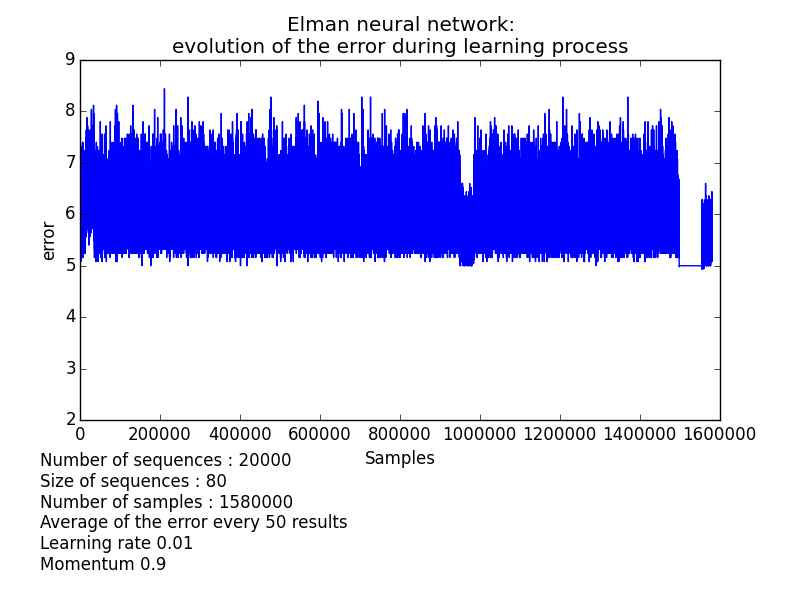 Elman neural network:
evolution of the error during learning process
9
8
7
6
5
4
3
2
error
0 200000 400000 600000 800000 1000000 1200000 1400000 1600000
Samples
Number of sequences : 20000
Size of sequences : 80
Number of samples : 1580000
Average of the error every 50 results
Learning rate 0.01
Momentum 0.9